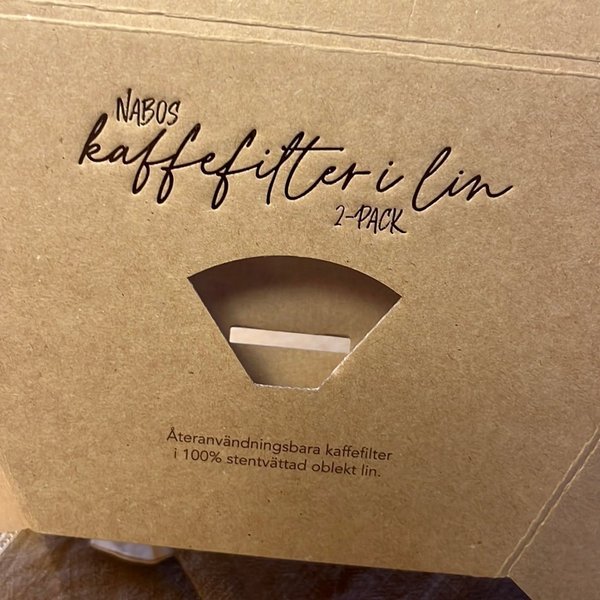 NABOS
kaffefilter i lin
2-PACK
Återanvändningsbara kaffefilter
i 100% stentvättad oblekt lin.